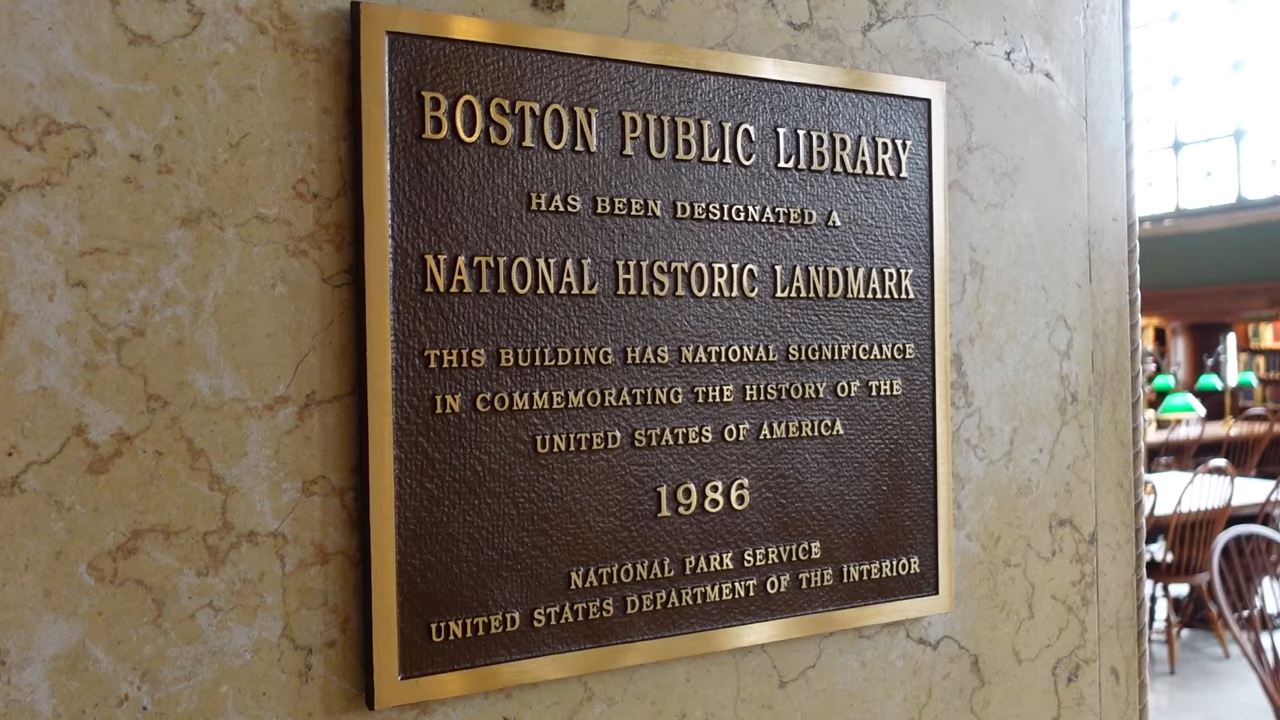 BOSTON PUBLIC LIBRARY
HAS BEEN DESIGNATED A
NATIONAL HISTORIC LANDMARK
THIS BUILDING HAS NATIONAL SIGNIFICANCE
IN COMMEMORATING THE HISTORY OF THE
UNITED STATES OF AMERICA
1986
NATIONAL PARK SERVICE
UNITED STATES DEPARTMENT OF THE INTERIOR